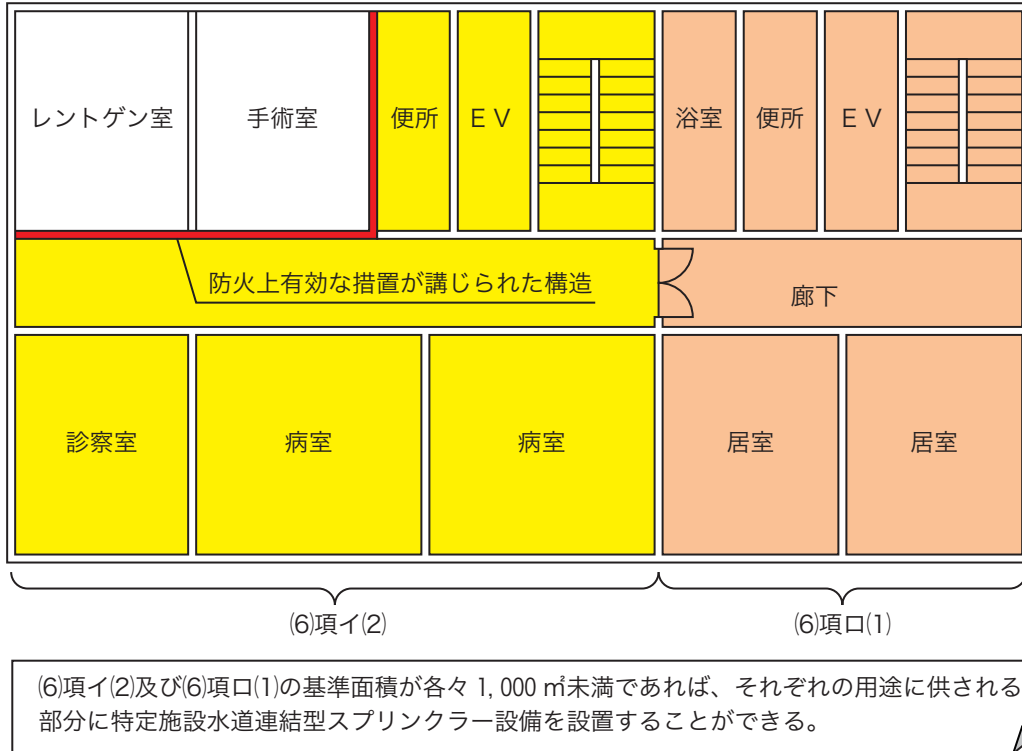 レントゲン室
手術室
便所
ＥＶ
浴室
便所
ＥＶ
防火上有効な措置が講じられた構造
廊下
診察室
病室
病室
居室
居室
⑹項イ⑵
⑹項ロ⑴
⑹項イ⑵及び⑹項ロ⑴の基準面積が各々 1, 000 ㎡未満であれば、それぞれの用途に供される
部分に特定施設水道連結型スプリンクラー設備を設置することができる。